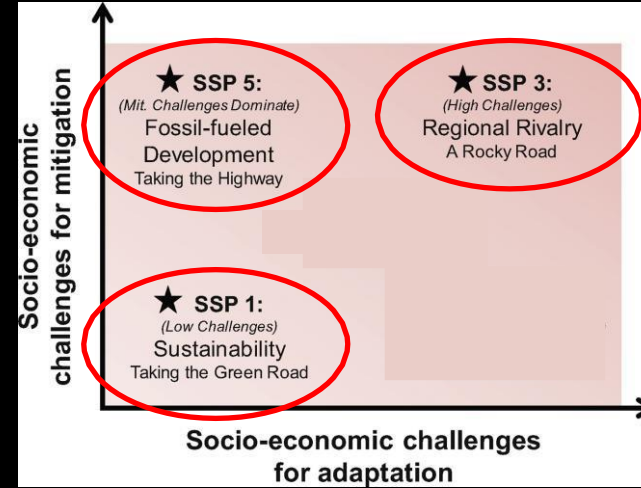 Socio-economic
challenges for mitigation
★ SSP 5:
(Mit. Challenges Dominate)
Fossil-fueled
Development
Taking the Highway
★ SSP 3:
(High Challenges)
Regional Rivalry
A Rocky Road
★ SSP 1:
(Low Challenges)
Sustainability
Taking the Green Road
Socio-economic challenges
for adaptation